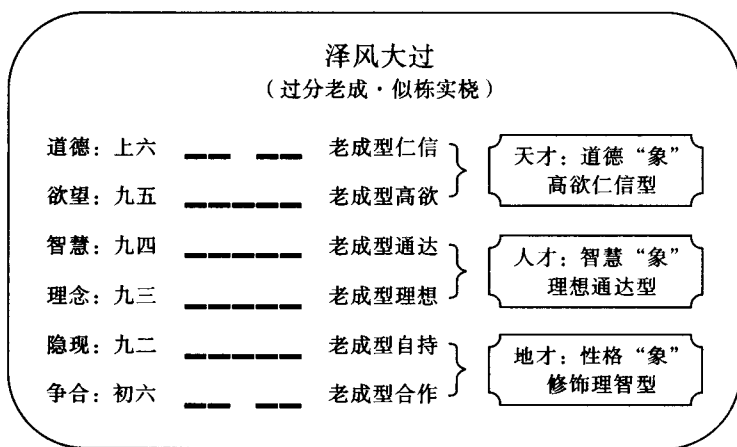 泽风大过
（过分老成·似栋实桡）
道德：上六 老成型仁信
欲望：九五 老成型高欲
天才：道德“象”
高欲仁信型
智慧：九四 老成型通达
理念：九三 老成型理想
人才：智慧“象”
理想通达型
隐现：九二 老成型自持
争合：初六 老成型合作
地才：性格“象”
修饰理智型